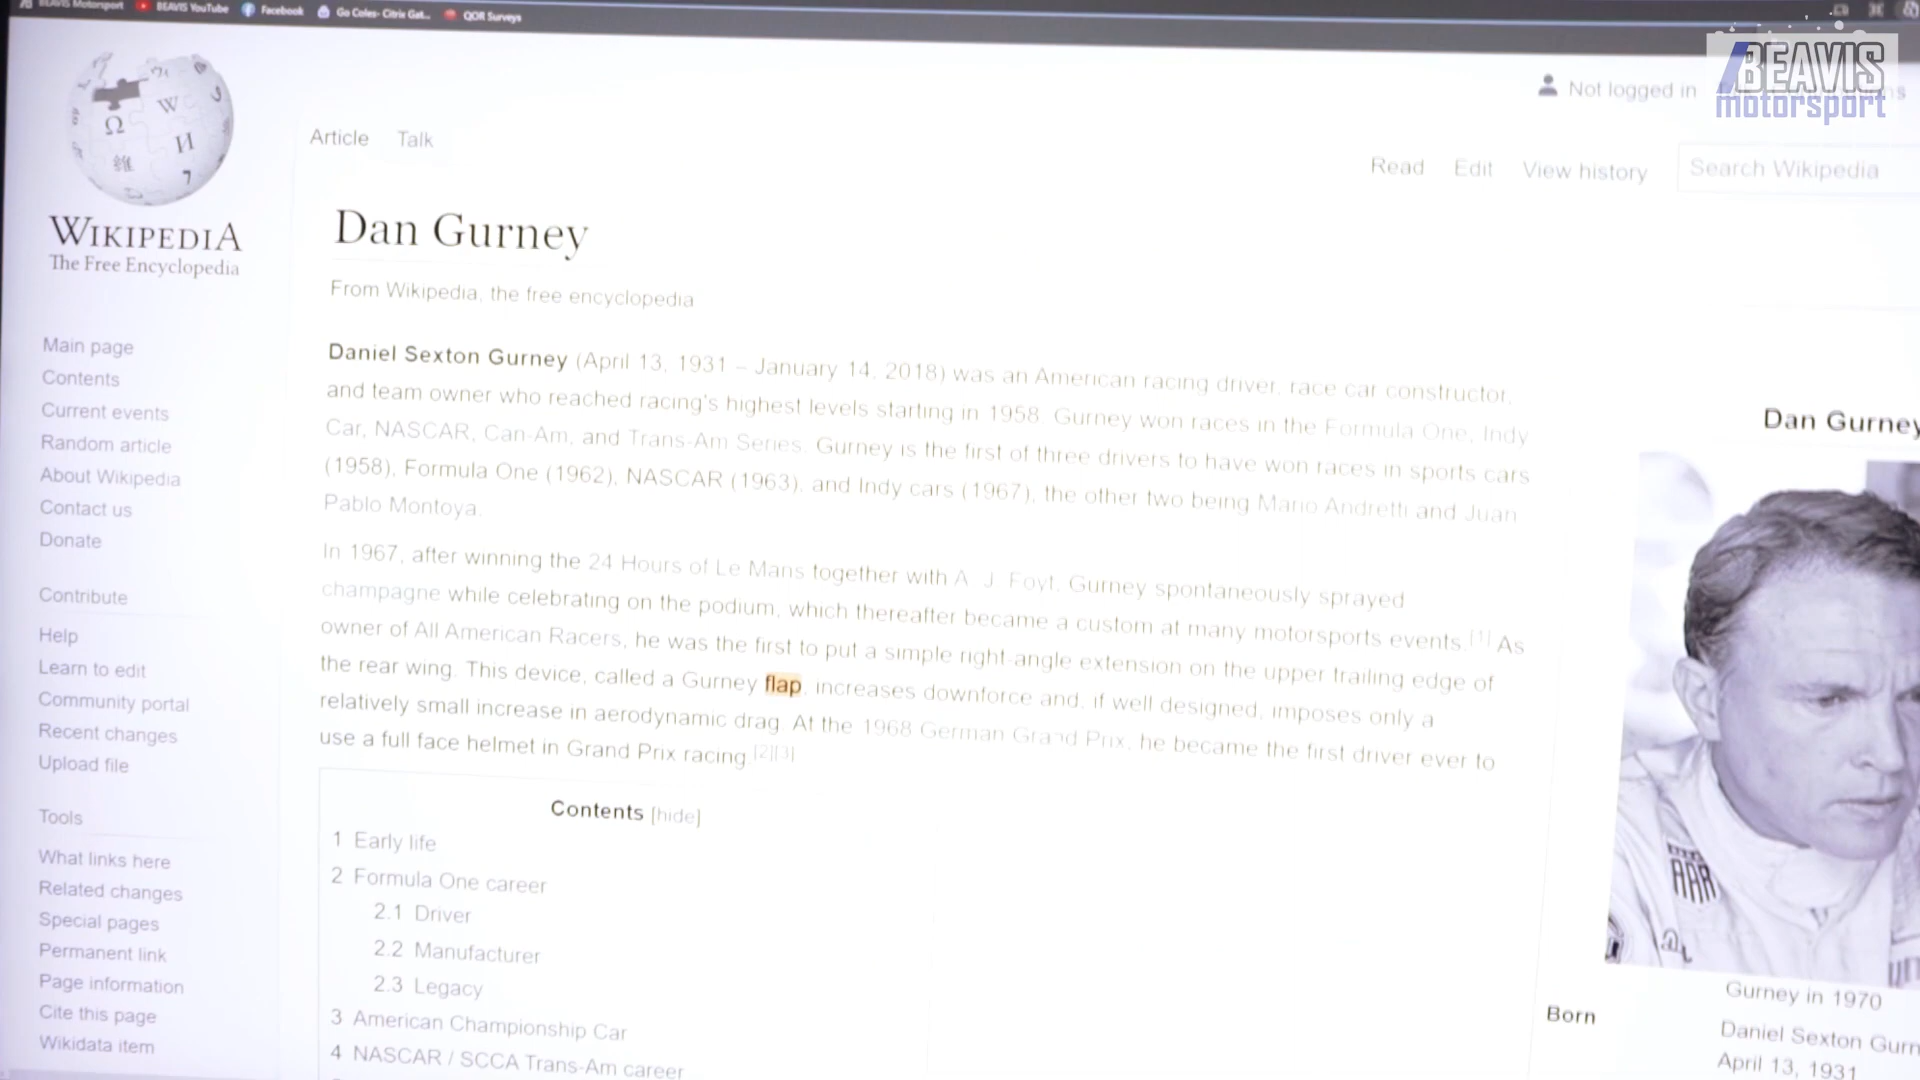 BEAVIS Motorsport BEAVIS YouTube Facebook Go Coles- Citrix Gat... QOR Surveys
BEAVIS
motorsport
Not logged in
Article Talk
Read Edit View history Search Wikipedia
WIKIPEDIA
The Free Encyclopedia
Main page
Contents
Current events
Random article
About Wikipedia
Contact us
Donate
Contribute
Help
Learn to edit
Community portal
Recent changes
Upload file
Tools
What links here
Related changes
Special pages
Permanent link
Page information
Cite this page
Wikidata item
Dan Gurney
From Wikipedia, the free encyclopedia
Daniel Sexton Gurney (April 13, 1931 – January 14, 2018) was an American racing driver, race car constructor,
and team owner who reached racing's highest levels starting in 1958. Gurney won races in the Formula One, Indy
Car, NASCAR, Can-Am, and Trans-Am Series. Gurney is the first of three drivers to have won races in sports cars
(1958), Formula One (1962), NASCAR (1963), and Indy cars (1967), the other two being Mario Andretti and Juan
Pablo Montoya.
In 1967, after winning the 24 Hours of Le Mans together with A. J. Foyt, Gurney spontaneously sprayed
champagne while celebrating on the podium, which thereafter became a custom at many motorsports events.[1] As
owner of All American Racers, he was the first to put a simple right-angle extension on the upper trailing edge of
the rear wing. This device, called a Gurney flap, increases downforce and, if well designed, imposes only a
relatively small increase in aerodynamic drag. At the 1968 German Grand Prix, he became the first driver ever to
use a full face helmet in Grand Prix racing.[2][3]
Contents [hide]
1 Early life
2 Formula One career
2.1 Driver
2.2 Manufacturer
2.3 Legacy
3 American Championship Car
4 NASCAR / SCCA Trans-Am career
Dan Gurney
AAR
Gurney in 1970
Born
Daniel Sexton Gurn
April 13, 1931